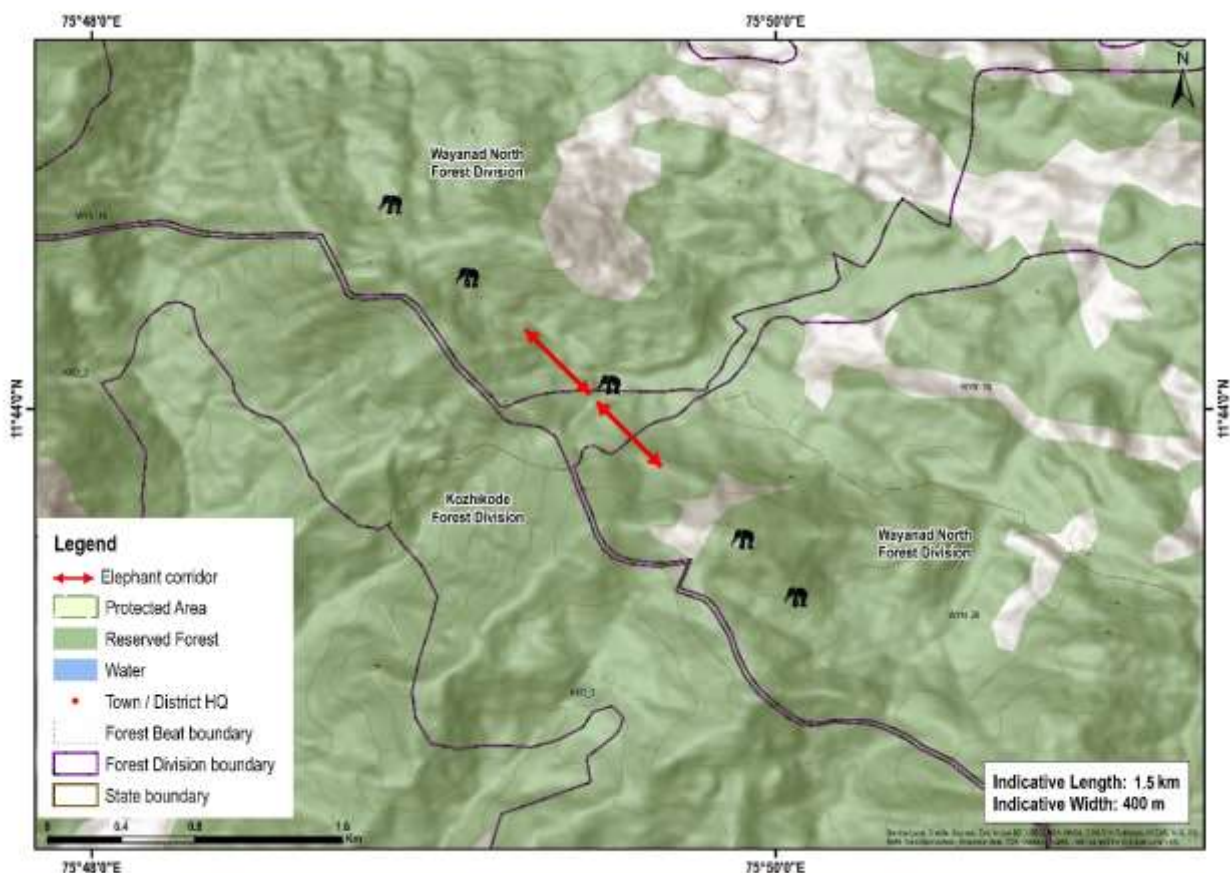 75°48'0"E
75°50'0"E
N
Wayanad North
Forest Division
11°44'0"N
11°44'0"N
Kozhikode
Forest Division
Wayanad North
Forest Division
Legend
Elephant corridor
Protected Area
Reserved Forest
Water
Town / District HQ
Forest Beat boundary
Forest Division boundary
State boundary
Indicative Length: 1.5 km
Indicative Width: 400 m
0 0.4 0.8 1.6
Km
75°48'0"E
75°50'0"E